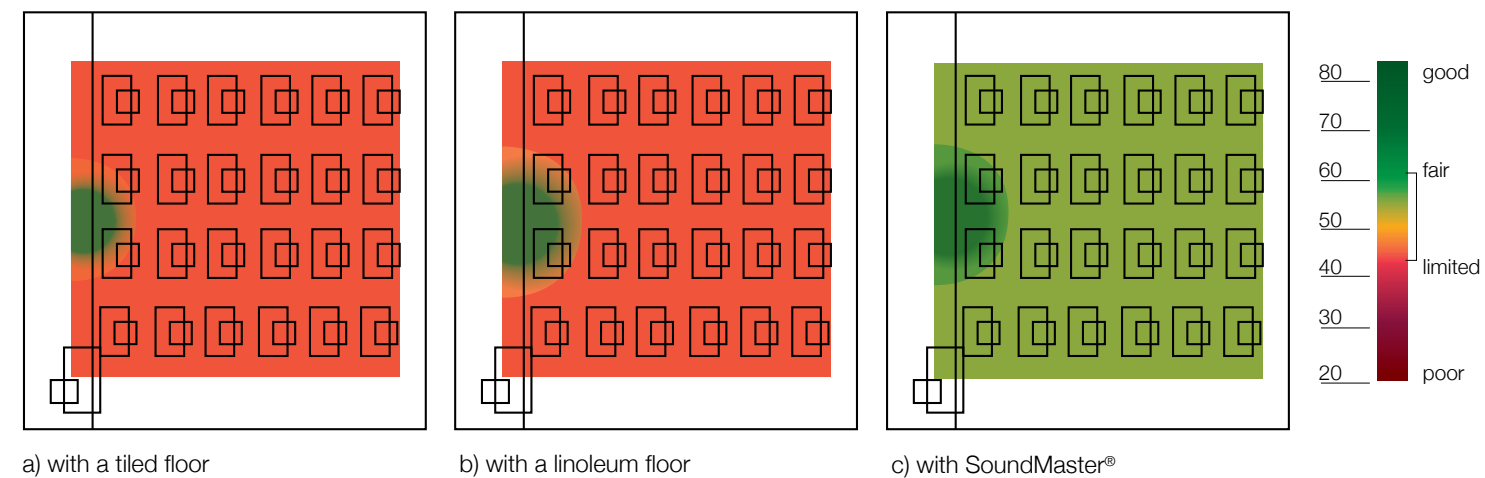 80
good
70
60
fair
50
40
limited
30
20
poor
a) with a tiled floor
b) with a linoleum floor
c) with SoundMaster®